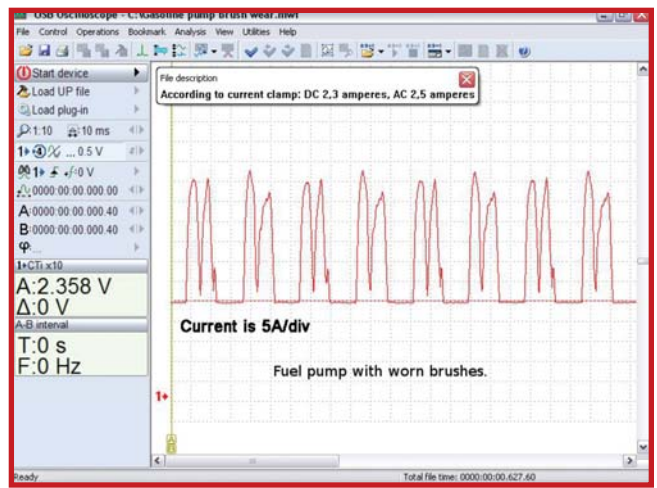 USB Oscilloscope - C:\Gasoline pump brush wear.mwf
File Control Operations Bookmark Analysis View Utilities Help
Start device
Load UP file
Load plug-in
1:10 10 ms
1 4 ... 0.5 V
1 0 V
0000:00:00.000.00
A:0000:00:00.000.40
B:0000:00:00.000.40
φ:...
1+CTi x10
A:2.358 V
Δ:0 V
A-B interval
T:0 s
F:0 Hz
File description
According to current clamp: DC 2,3 amperes, AC 2,5 amperes
Current is 5A/div
Fuel pump with worn brushes.
1+
Ready
Total file time: 0000:00:00.627.60